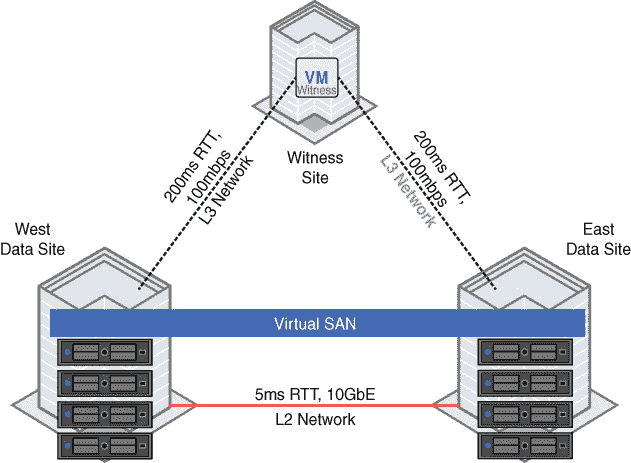 VM
Witness
Witness
Site
200ms RTT,
100mbps
L3 Network
200ms RTT,
100mbps
L3 Network
West
Data Site
East
Data Site
Virtual SAN
5ms RTT, 10GbE
L2 Network